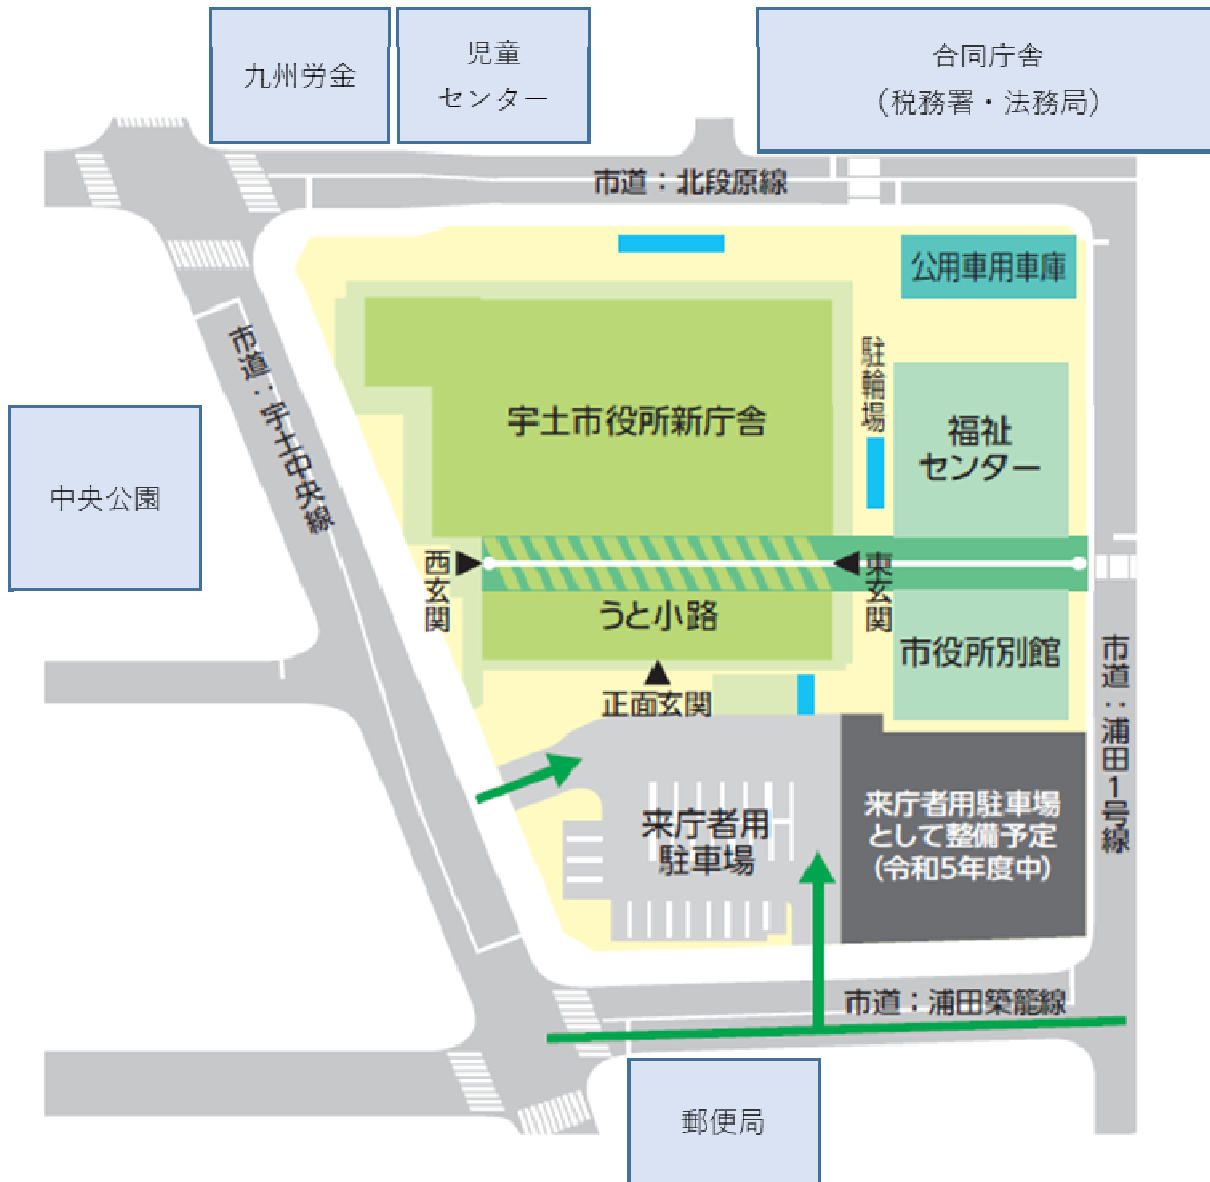 九州労金
児童
センター
合同庁舎
（税務署・法務局）
市道：北段原線
公用車用車庫
市道：宇土中央線
駐輪場
宇土市役所新庁舎
福祉
センター
中央公園
西玄関
東玄関
うと小路
市役所別館
正面玄関
市道：浦田1号線
来庁者用
駐車場
来庁者用駐車場
として整備予定
(令和5年度中)
市道：浦田築籠線
郵便局